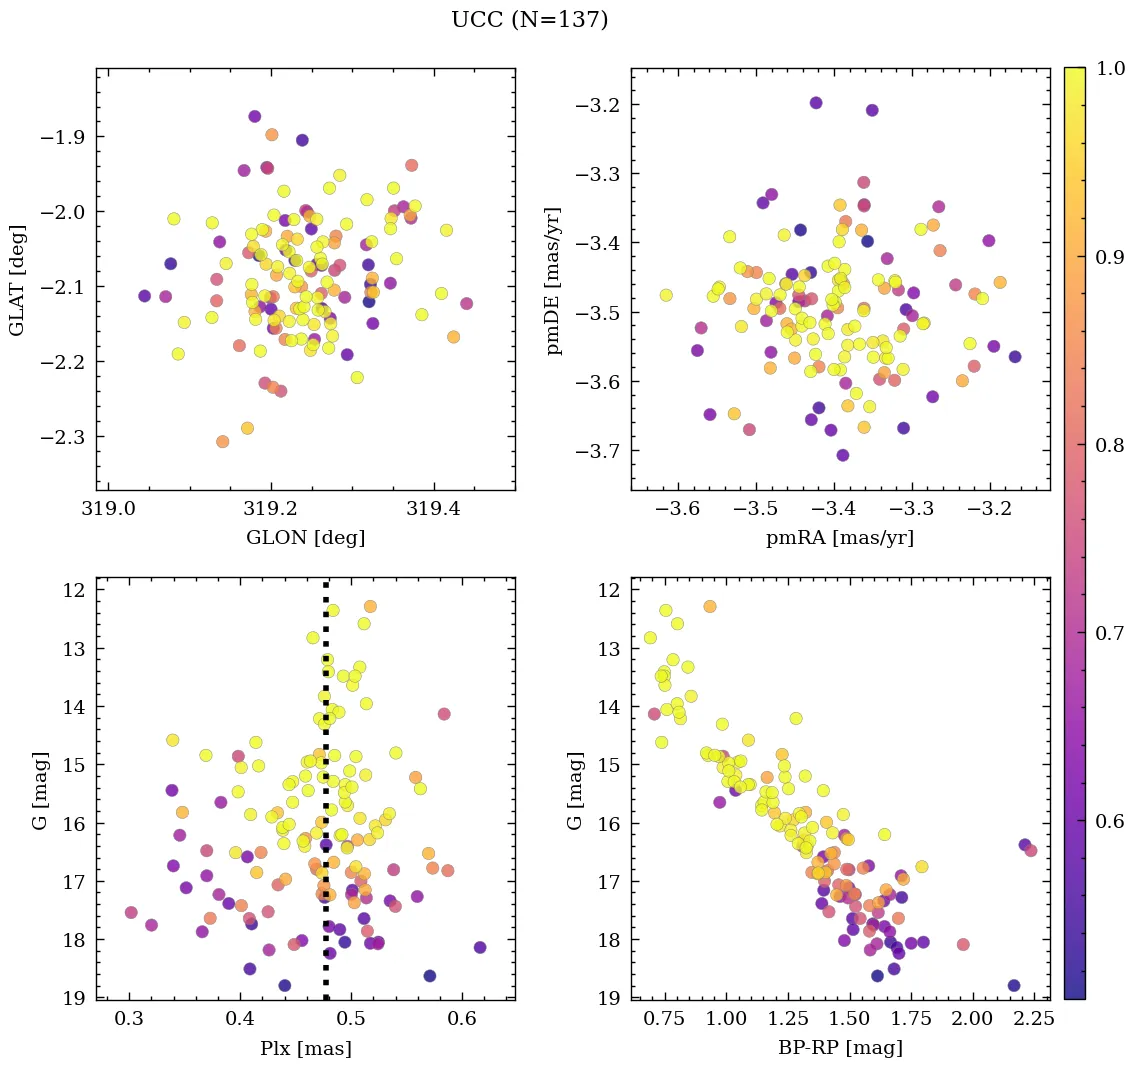 UCC (N=137)
−1.9
−2.0
−2.1
−2.2
−2.3
GLAT [deg]
319.0 319.2 319.4
GLON [deg]
−3.2
−3.3
−3.4
−3.5
−3.6
−3.7
pmDE [mas/yr]
−3.6 −3.5 −3.4 −3.3 −3.2
pmRA [mas/yr]
1.0
0.9
0.8
0.7
0.6
12
13
14
15
16
17
18
19
G [mag]
0.3 0.4 0.5 0.6
Plx [mas]
12
13
14
15
16
17
18
19
G [mag]
0.75 1.00 1.25 1.50 1.75 2.00 2.25
BP-RP [mag]